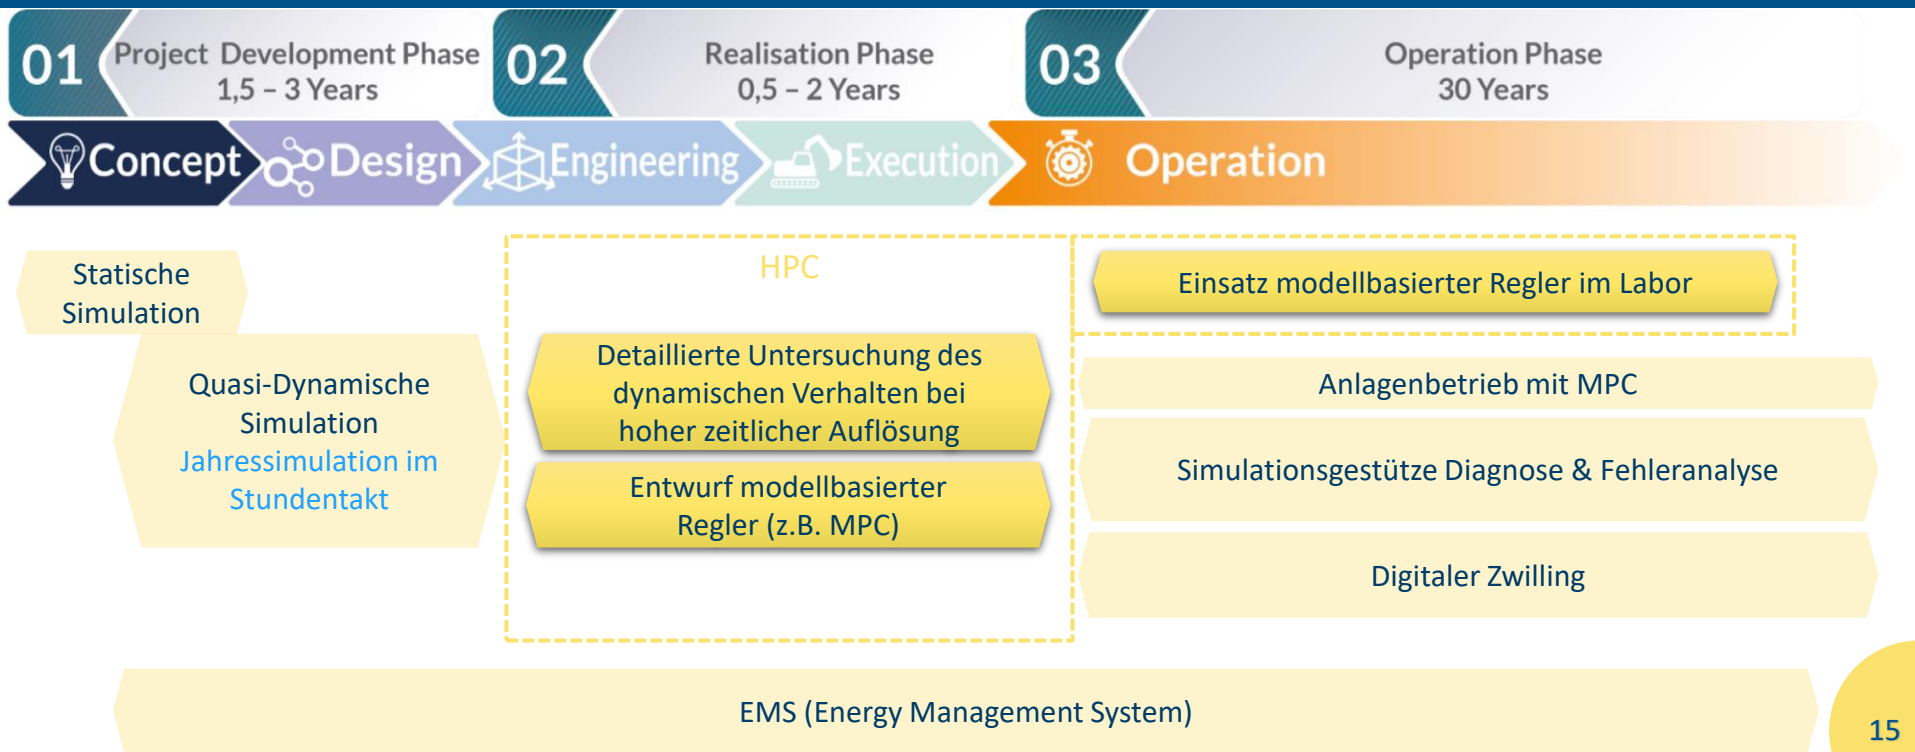 01
Project Development Phase
1,5 – 3 Years
02
Realisation Phase
0,5 – 2 Years
03
Operation Phase
30 Years
Concept
Design
Engineering
Execution
Operation
Statische
Simulation
Quasi-Dynamische
Simulation
Jahressimulation im
Stundentakt
HPC
Detaillierte Untersuchung des
dynamischen Verhalten bei
hoher zeitlicher Auflösung
Entwurf modellbasierter
Regler (z.B. MPC)
Einsatz modellbasierter Regler im Labor
Anlagenbetrieb mit MPC
Simulationsgestütze Diagnose & Fehleranalyse
Digitaler Zwilling
EMS (Energy Management System)
15